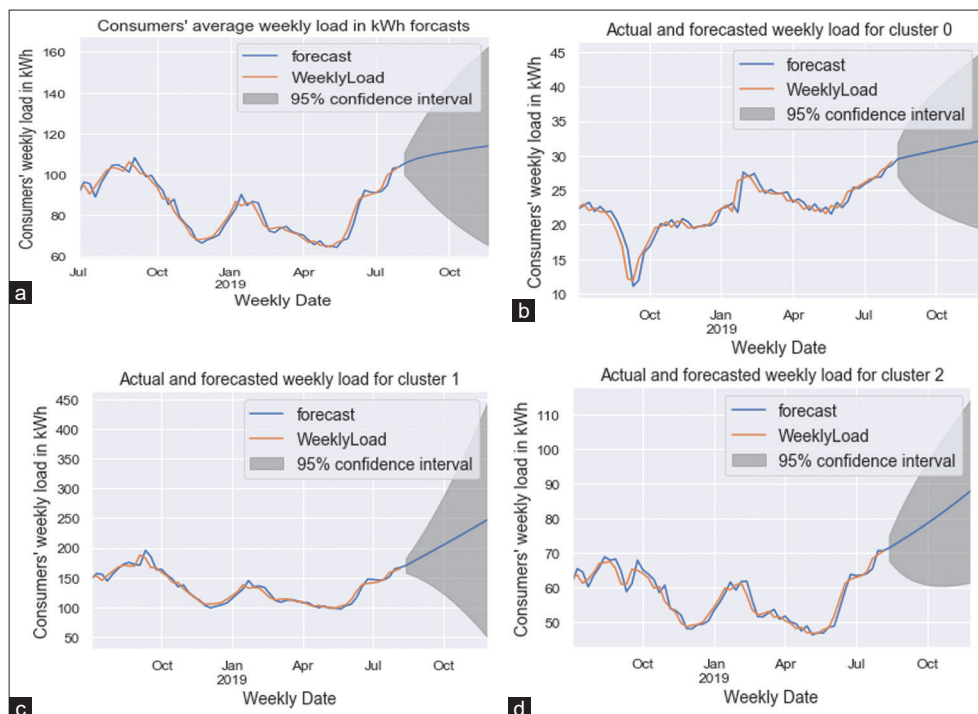 Consumers' average weekly load in kWh forcasts
Consumers' weekly load in kWh
160
140
120
100
80
60
forecast
WeeklyLoad
95% confidence interval
Jul
Oct
Jan
2019
Apr
Jul
Oct
Weekly Date
a
Actual and forecasted weekly load for cluster 0
Consumers' weekly load in kWh
45
40
35
30
25
20
15
10
forecast
WeeklyLoad
95% confidence interval
Oct
Jan
2019
Apr
Jul
Oct
Weekly Date
b
Actual and forecasted weekly load for cluster 1
Consumers' weekly load in kWh
450
400
350
300
250
200
150
100
50
forecast
WeeklyLoad
95% confidence interval
Oct
Jan
2019
Apr
Jul
Oct
Weekly Date
c
Actual and forecasted weekly load for cluster 2
Consumers' weekly load in kWh
110
100
90
80
70
60
50
forecast
WeeklyLoad
95% confidence interval
Oct
Jan
2019
Apr
Jul
Oct
Weekly Date
d